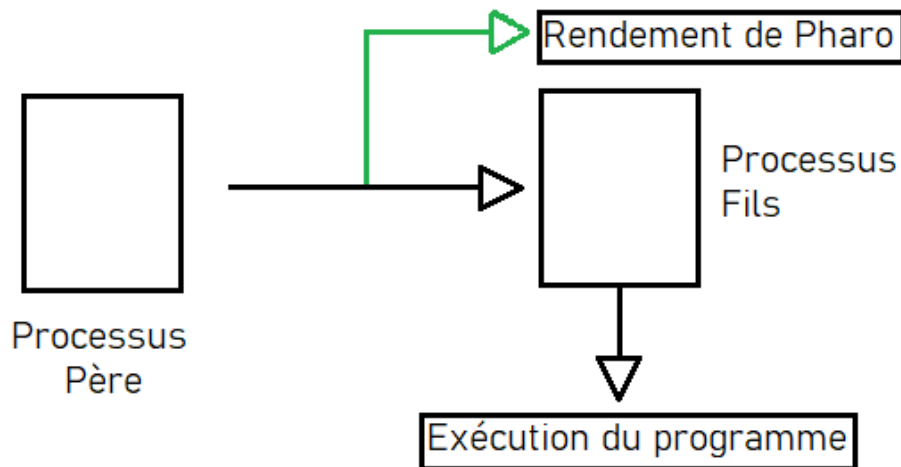 Rendement de Pharo
Processus
Fils
Processus
Père
Exécution du programme